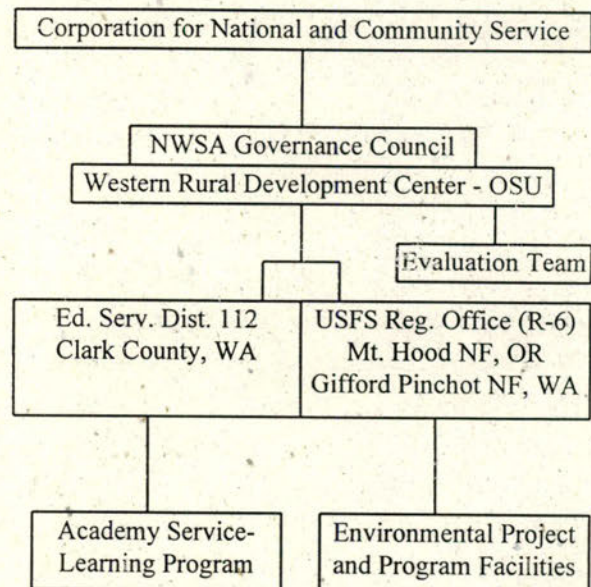 Corporation for National and Community Service
NWSA Governance Council
Western Rural Development Center - OSU
Evaluation Team
Ed. Serv. Dist. 112
Clark County, WA
USFS Reg. Office (R-6)
Mt. Hood NF, OR
Gifford Pinchot NF, WA
Academy Service-
Learning Program
Environmental Project
and Program Facilities